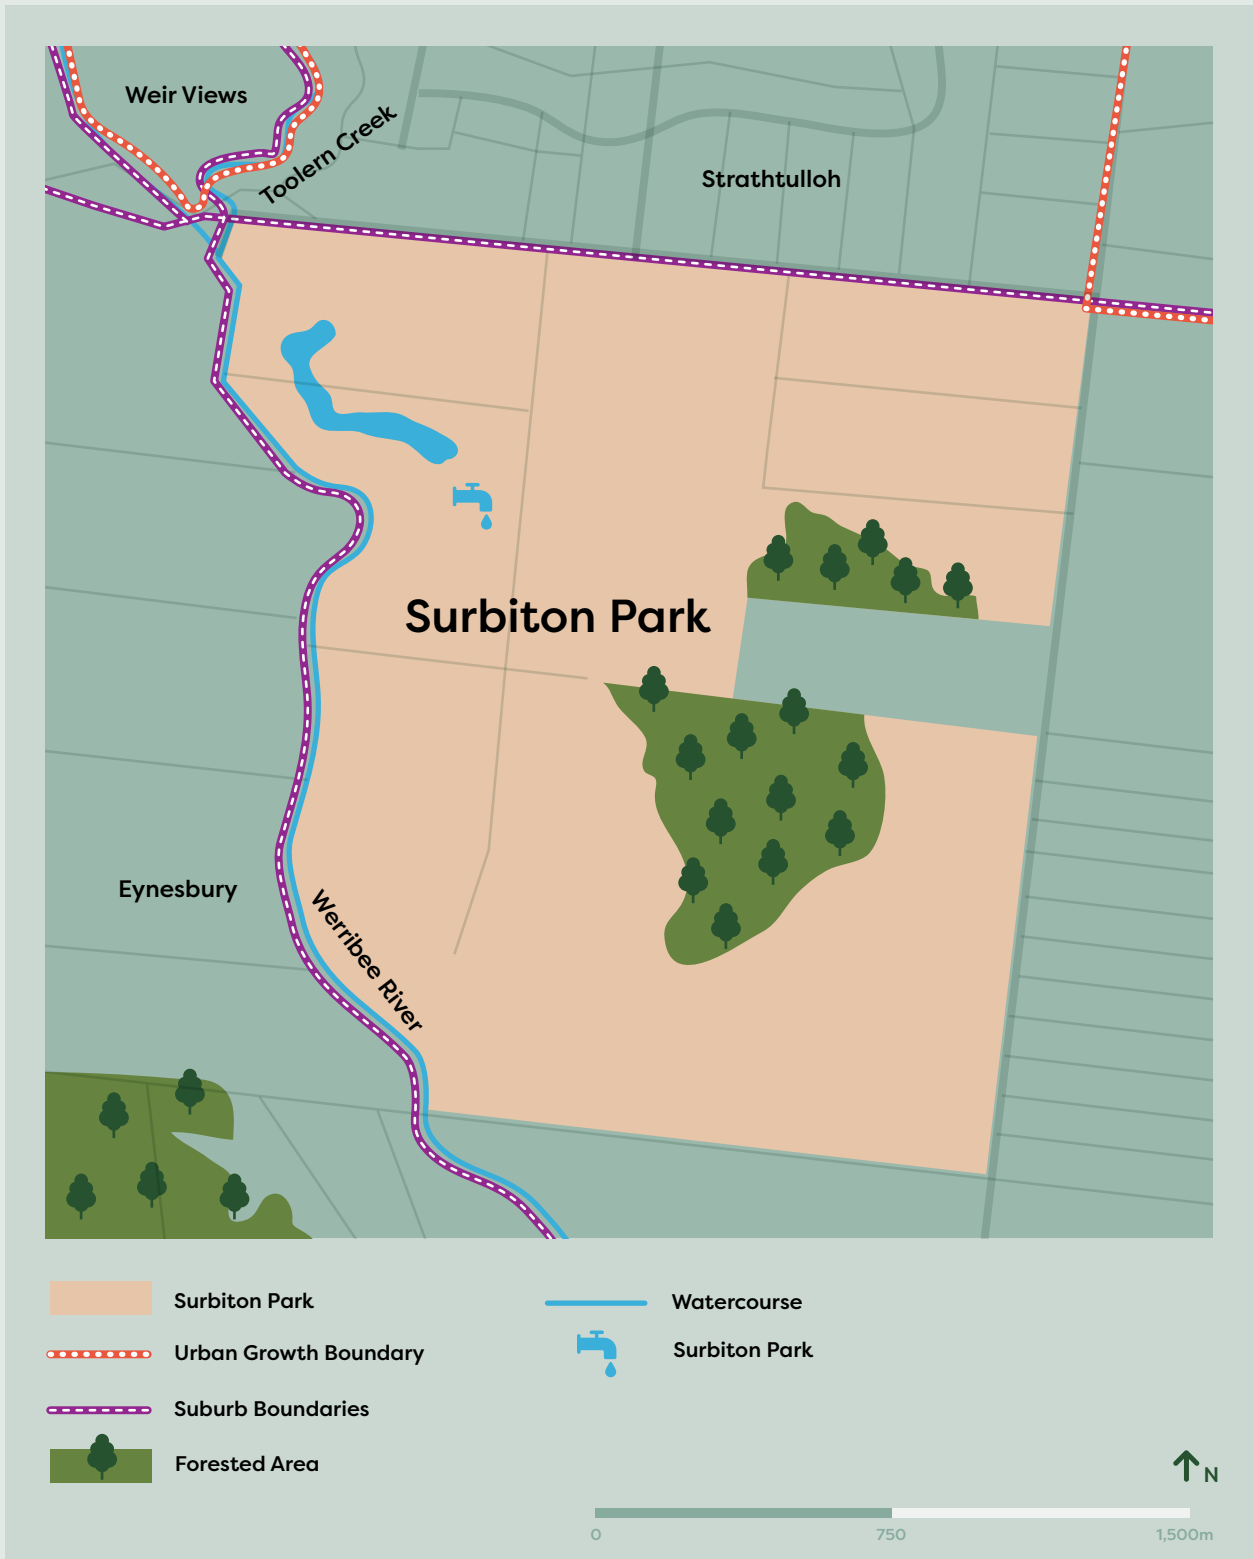 Weir Views
Toolern Creek
Strathtulloh
Surbiton Park
Eynesbury
Werribee River
Surbiton Park
Watercourse
Urban Growth Boundary
Surbiton Park
Suburb Boundaries
Forested Area
N
0 750 1,500m